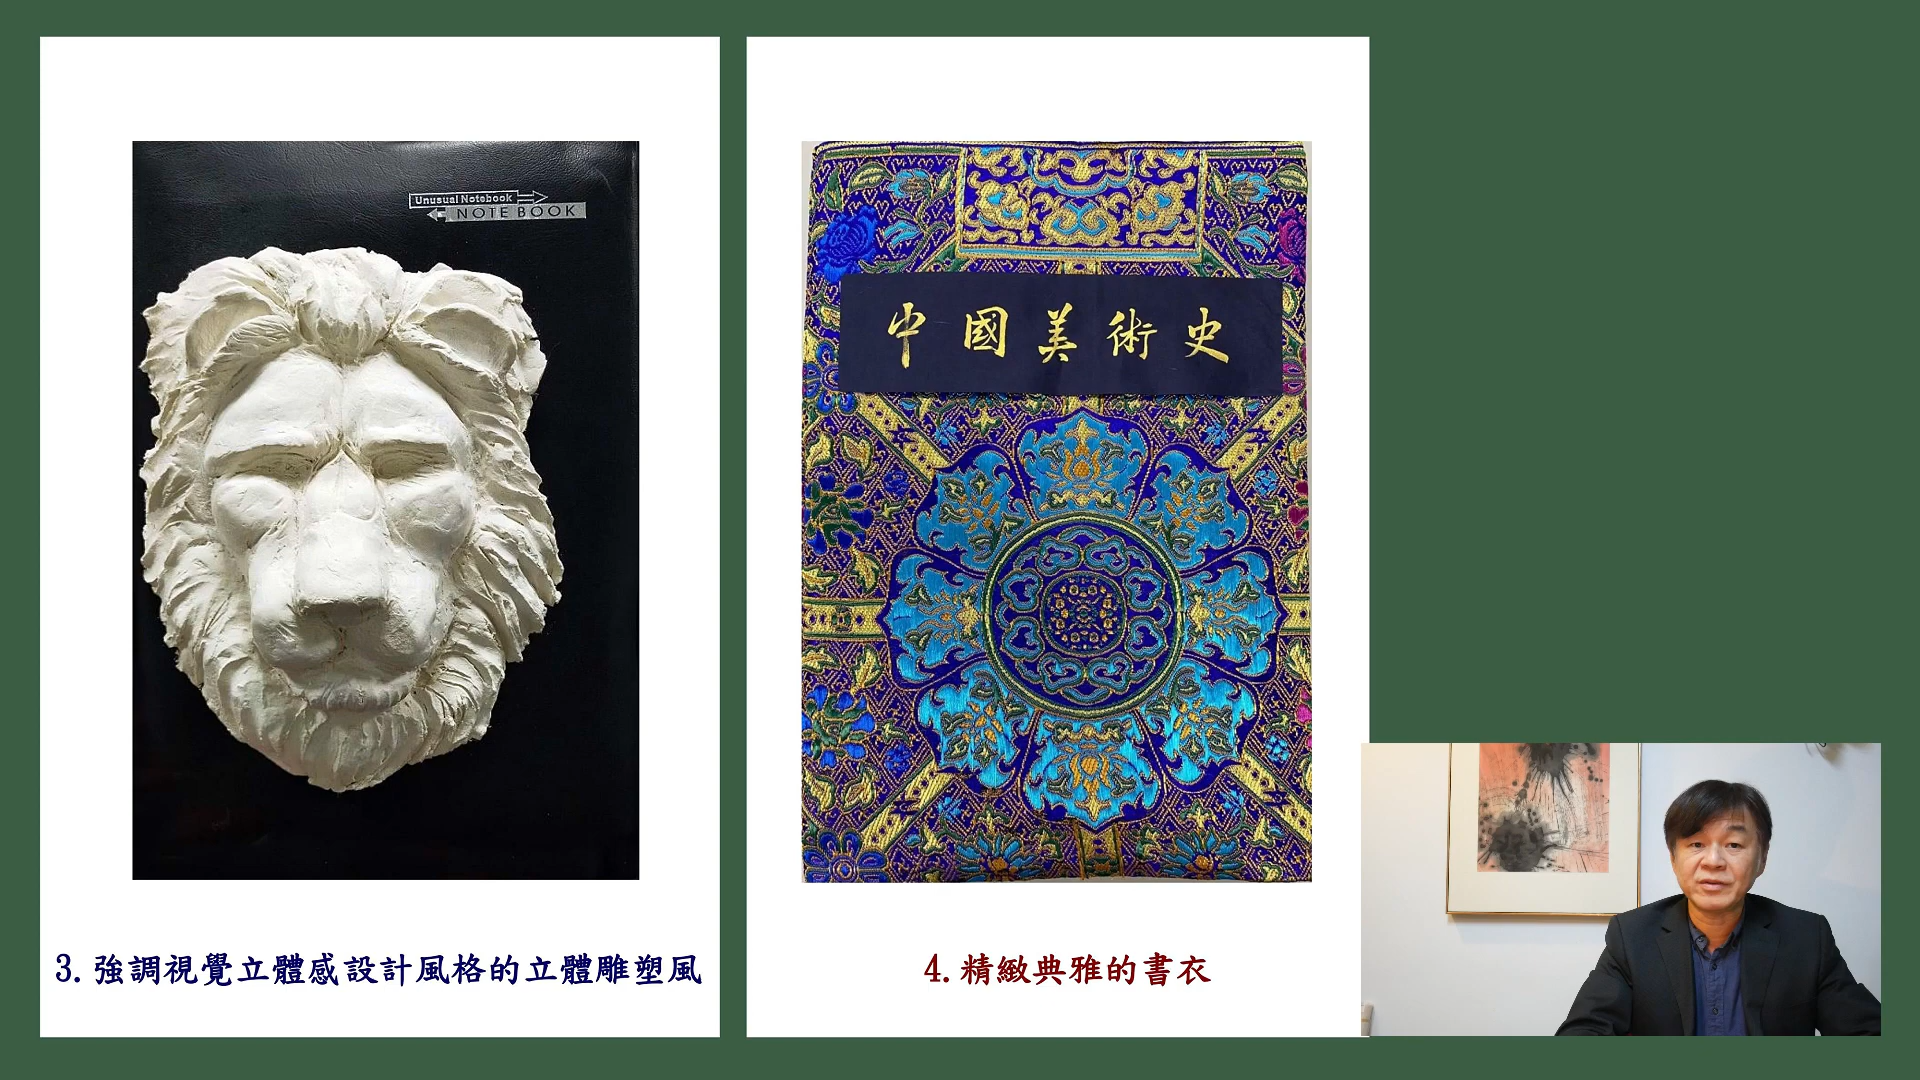 Unusual Notebook
NOTE BOOK
3.強調視覺立體感設計風格的立體雕塑風
中國美術史
4.精緻典雅的書衣